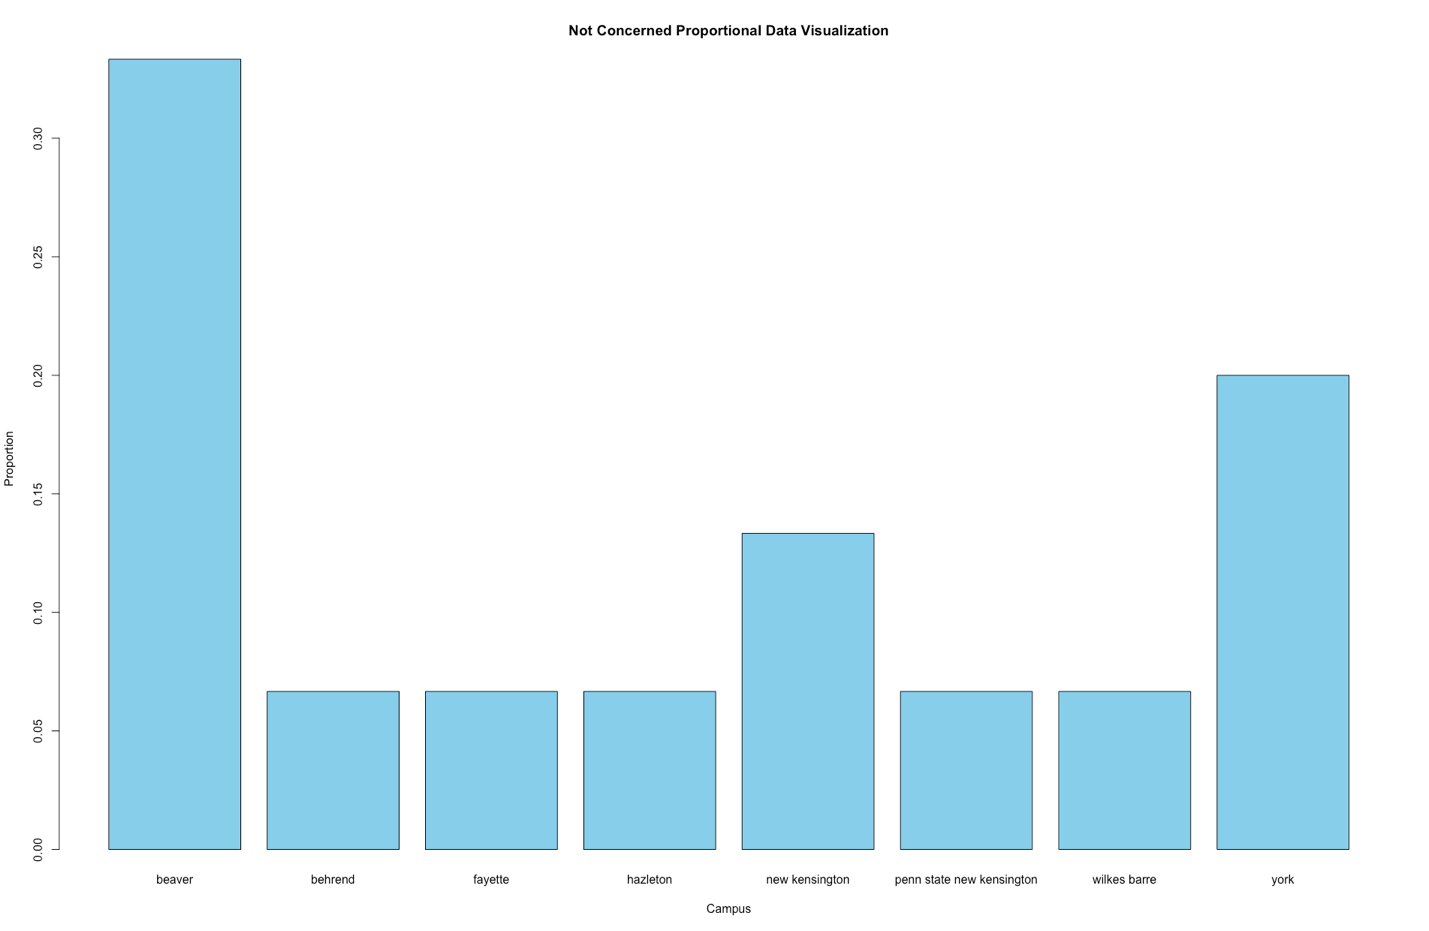 Not Concerned Proportional Data Visualization
0.30
0.25
0.20
0.15
0.10
0.05
0.00
Proportion
beaver behrend fayette hazleton new kensington penn state new kensington wilkes barre york
Campus